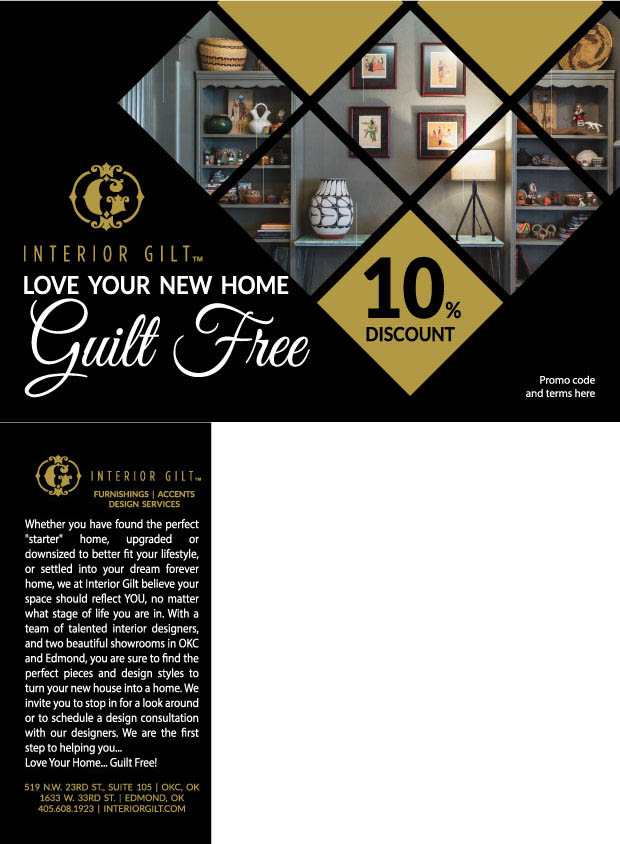 G
INTERIOR GILT™
LOVE YOUR NEW HOME
Guilt Free
10%
DISCOUNT
Promo code
and terms here
G
INTERIOR GILT™
FURNISHINGS | ACCENTS
DESIGN SERVICES
Whether you have found the perfect
"starter" home, upgraded or
downsized to better fit your lifestyle,
or settled into your dream forever
home, we at Interior Gilt believe your
space should reflect YOU, no matter
what stage of life you are in. With a
team of talented interior designers,
and two beautiful showrooms in OKC
and Edmond, you are sure to find the
perfect pieces and design styles to
turn your new house into a home. We
invite you to stop in for a look around
or to schedule a design consultation
with our designers. We are the first
step to helping you...
Love Your Home... Guilt Free!
519 N.W. 23RD ST., SUITE 105 | OKC, OK
1633 W. 33RD ST. | EDMOND, OK
405.608.1923 | INTERIORGILT.COM